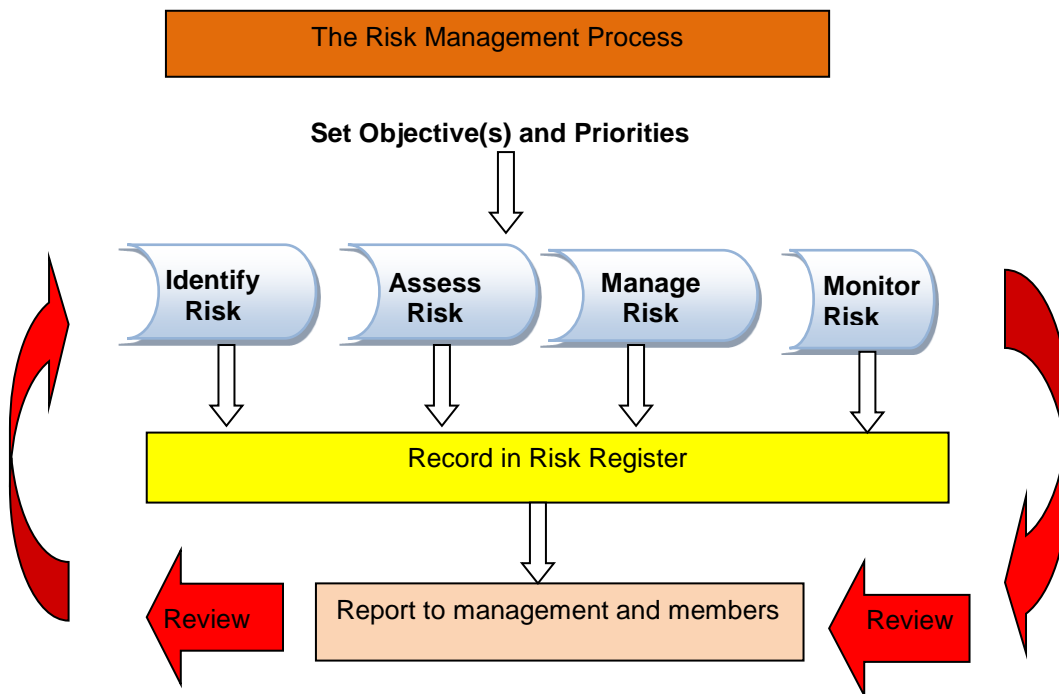 The Risk Management Process
Set Objective(s) and Priorities
Identify
Risk
Assess
Risk
Manage
Risk
Monitor
Risk
Record in Risk Register
Report to management and members
Review
Review